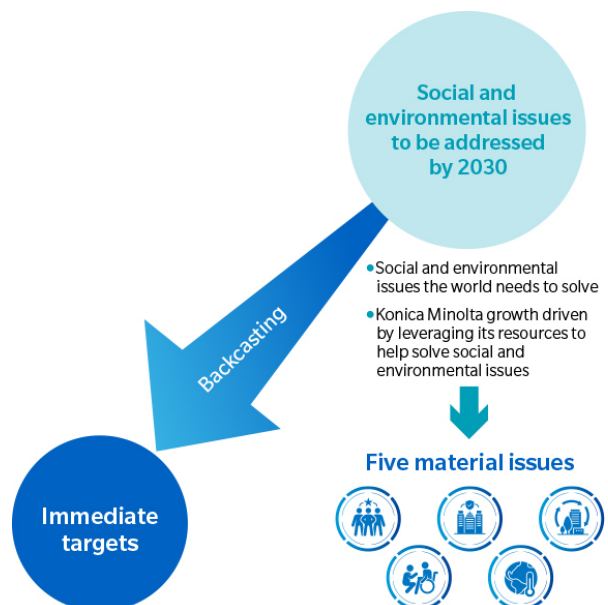 Social and
environmental issues
to be addressed
by 2030
•Social and environmental
issues the world needs to solve
•Konica Minolta growth driven
by leveraging its resources to
help solve social and
environmental issues
Backcasting
Five material issues
Immediate
targets